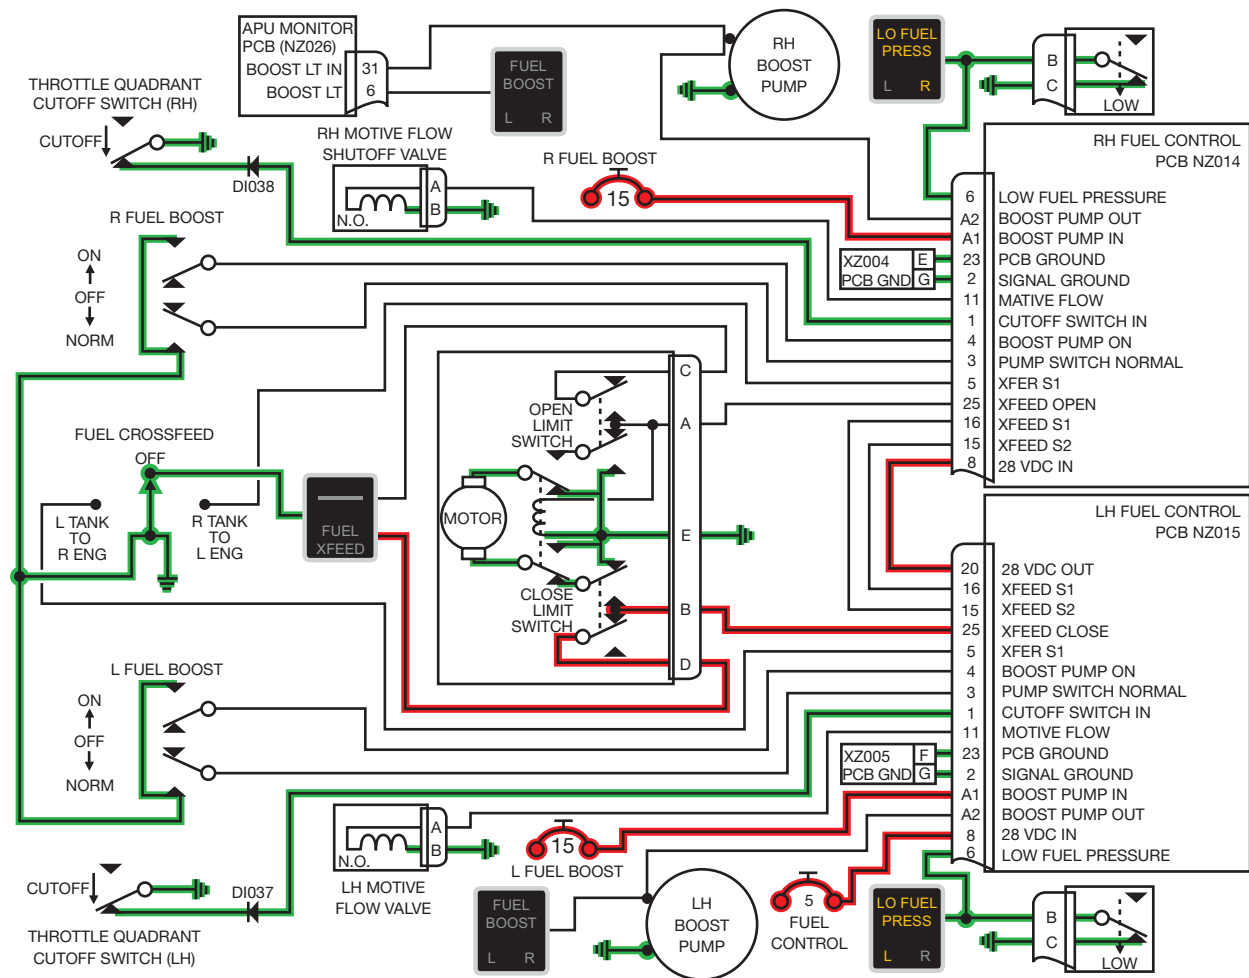 APU MONITOR
PCB (NZ026)
BOOST LT IN 31
BOOST LT 6
FUEL
BOOST
L R
RH
BOOST
PUMP
LO FUEL
PRESS
L R
B
C
LOW
THROTTLE QUADRANT
CUTOFF SWITCH (RH)
CUTOFF
DI038
RH MOTIVE FLOW
SHUTOFF VALVE
N.O.
A
B
R FUEL BOOST
15
RH FUEL CONTROL
PCB NZ014
6 LOW FUEL PRESSURE
A2 BOOST PUMP OUT
A1 BOOST PUMP IN
23 PCB GROUND
2 SIGNAL GROUND
11 MATIVE FLOW
1 CUTOFF SWITCH IN
4 BOOST PUMP ON
3 PUMP SWITCH NORMAL
5 XFER S1
25 XFEED OPEN
16 XFEED S1
15 XFEED S2
8 28 VDC IN
XZ004 E
PCB GND G
R FUEL BOOST
ON
OFF
NORM
FUEL CROSSFEED
OFF
L TANK
TO
R ENG
R TANK
TO
L ENG
FUEL
XFEED
MOTOR
OPEN
LIMIT
SWITCH
CLOSE
LIMIT
SWITCH
C
A
E
B
D
LH FUEL CONTROL
PCB NZ015
20 28 VDC OUT
16 XFEED S1
15 XFEED S2
25 XFEED CLOSE
5 XFER S1
4 BOOST PUMP ON
3 PUMP SWITCH NORMAL
1 CUTOFF SWITCH IN
11 MOTIVE FLOW
23 PCB GROUND
2 SIGNAL GROUND
A1 BOOST PUMP IN
A2 BOOST PUMP OUT
8 28 VDC IN
6 LOW FUEL PRESSURE
XZ005 F
PCB GND G
L FUEL BOOST
ON
OFF
NORM
N.O.
A
B
LH MOTIVE
FLOW VALVE
15
L FUEL BOOST
CUTOFF
DI037
THROTTLE QUADRANT
CUTOFF SWITCH (LH)
FUEL
BOOST
L R
LH
BOOST
PUMP
5
FUEL
CONTROL
LO FUEL
PRESS
L R
B
C
LOW